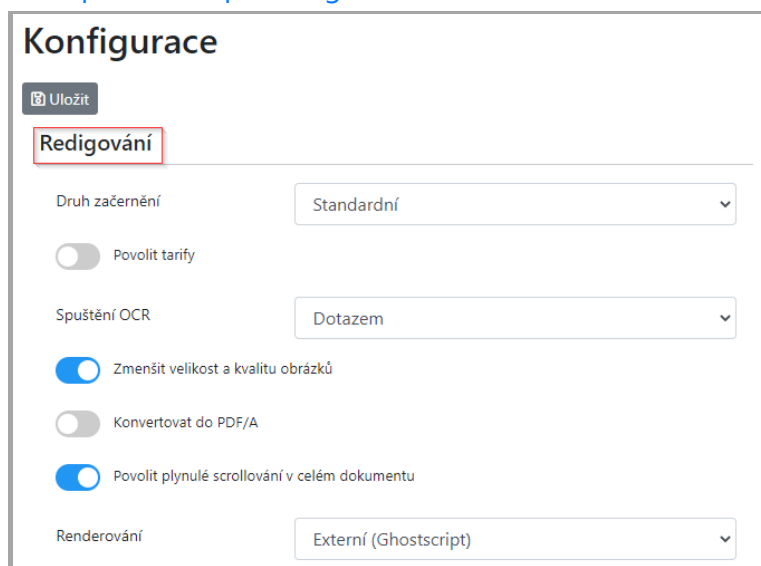 Konfigurace
Uložit
Redigování
Druh začernění
Standardní
Povolit tarify
Spuštění OCR
Dotazem
Zmenšit velikost a kvalitu obrázků
Konvertovat do PDF/A
Povolit plynulé scrollování v celém dokumentu
Renderování
Externí (Ghostscript)